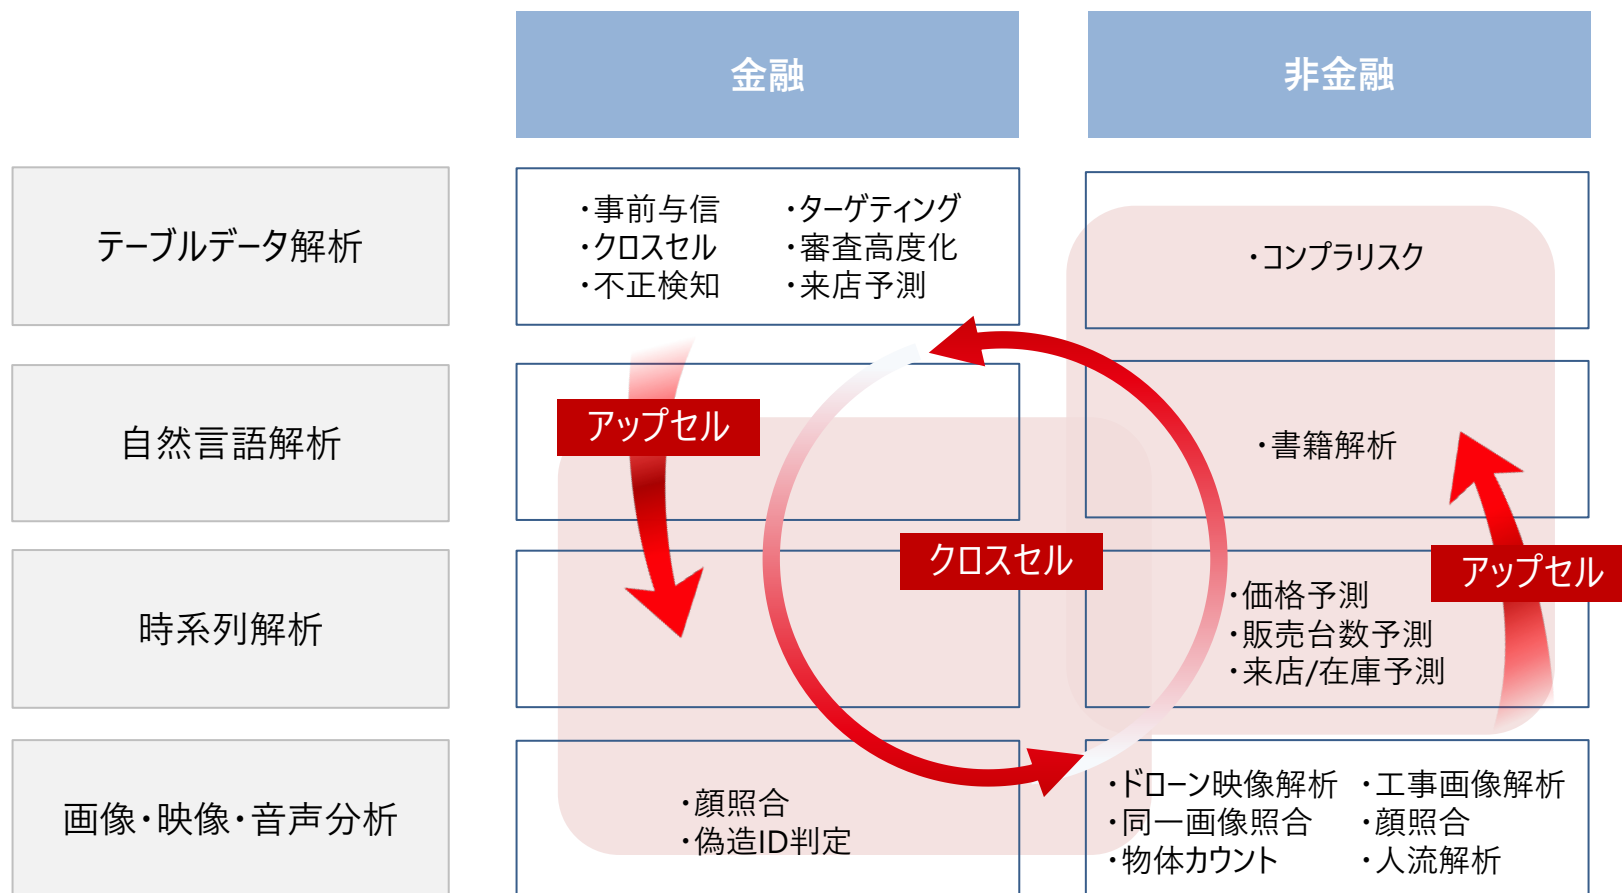 金融
非金融
テーブルデータ解析
・事前与信 ・ターゲティング
・クロスセル ・審査高度化
・不正検知 ・来店予測
・コンプラリスク
自然言語解析
アップセル
・書籍解析
クロスセル
アップセル
時系列解析
・価格予測
・販売台数予測
・来店/在庫予測
画像・映像・音声分析
・顔照合
・偽造ID判定
・ドローン映像解析 ・工事画像解析
・同一画像照合 ・顔照合
・物体カウント ・人流解析